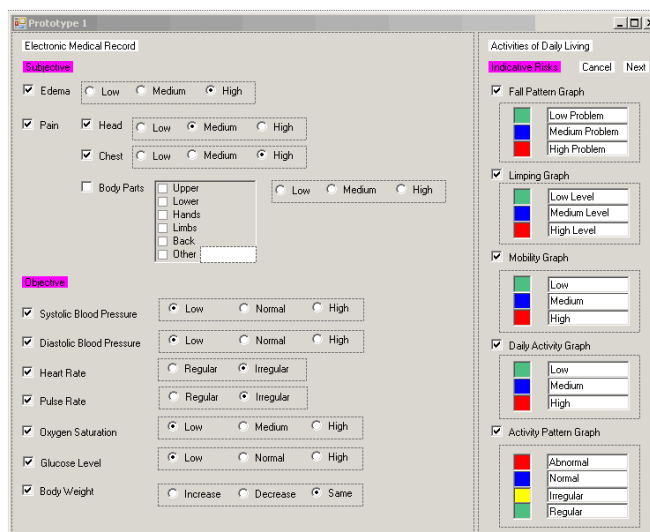 Prototype 1
Electronic Medical Record
Subjective
Edema Low Medium High
Pain Head Low Medium High
Chest Low Medium High
Body Parts Upper Low Medium High
Lower
Hands
Limbs
Back
Other
Objective
Systolic Blood Pressure Low Normal High
Diastolic Blood Pressure Low Normal High
Heart Rate Regular Irregular
Pulse Rate Regular Irregular
Oxygen Saturation Low Medium High
Glucose Level Low Normal High
Body Weight Increase Decrease Same
Activities of Daily Living
Indicative Risks Cancel Next
Fall Pattern Graph
Low Problem
Medium Problem
High Problem
Limping Graph
Low Level
Medium Level
High Level
Mobility Graph
Low
Medium
High
Daily Activity Graph
Low
Medium
High
Activity Pattern Graph
Abnormal
Normal
Irregular
Regular